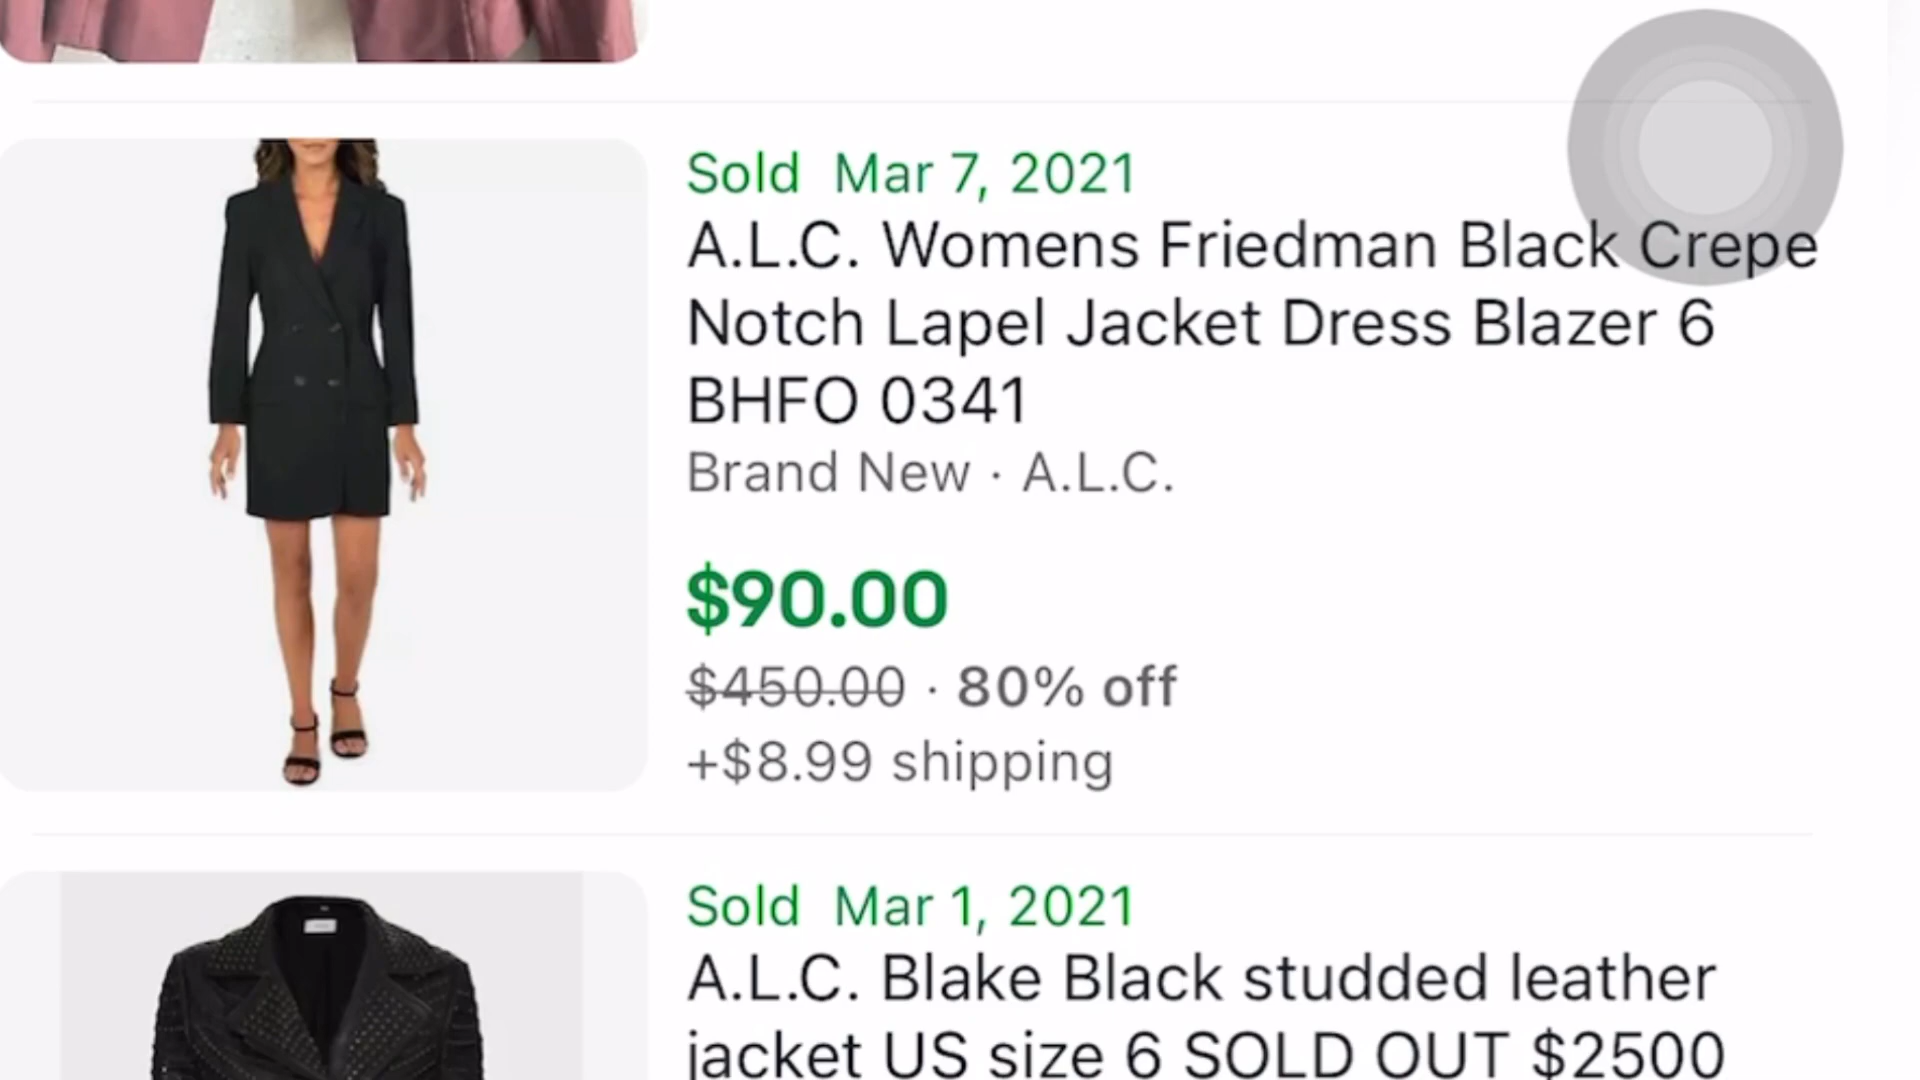 Sold Mar 7, 2021
A.L.C. Womens Friedman Black Crepe
Notch Lapel Jacket Dress Blazer 6
BHFO 0341
Brand New · A.L.C.
$90.00
$450.00 · 80% off
+$8.99 shipping
Sold Mar 1, 2021
A.L.C. Blake Black studded leather
jacket US size 6 SOLD OUT $2500